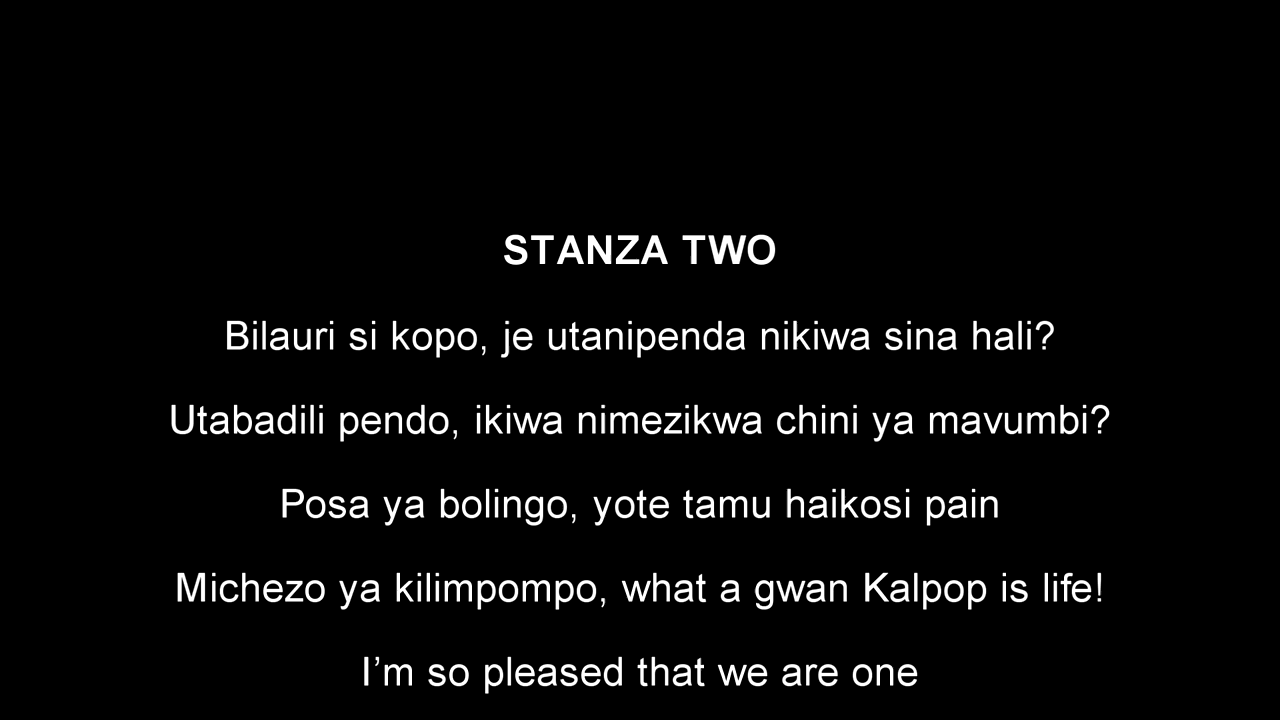 STANZA TWO
Bilauri si kopo, je utanipenda nikiwa sina hali?
Utabadili pendo, ikiwa nimezikwa chini ya mavumbi?
Posa ya bolingo, yote tamu haikosi pain
Michezo ya kilimpompo, what a gwan Kalpop is life!
I’m so pleased that we are one